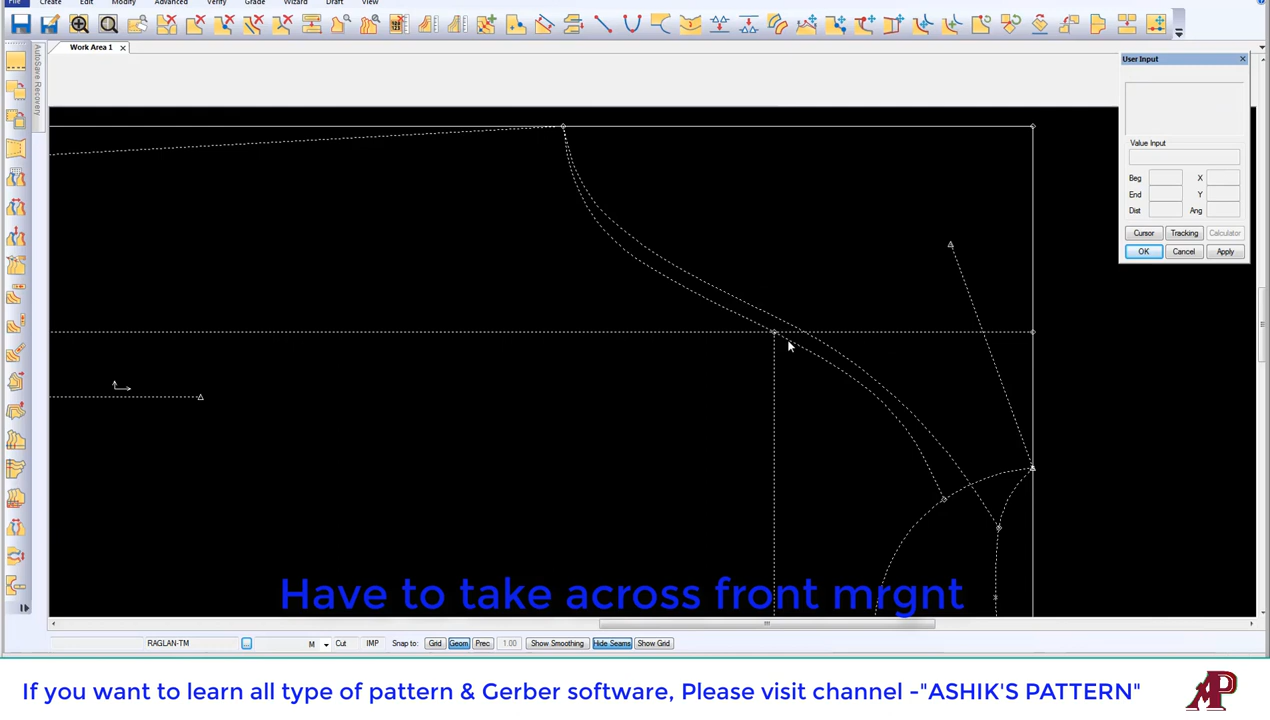 File Create Edit Modify Advanced Verify Grade Wizard Draft View
Work Area 1
AutoSave Recovery
User Input
Value Input
Beg X
End Y
Dist Ang
Cursor Tracking Calculator
OK Cancel Apply
Have to take across front mrgnt
RAGLAN-TM ... M Cut IMP Snap to: Grid Geom Prec 1.00 Show Smoothing Hide Seams Show Grid
If you want to learn all type of pattern & Gerber software, Please visit channel -"ASHIK'S PATTERN"
AP